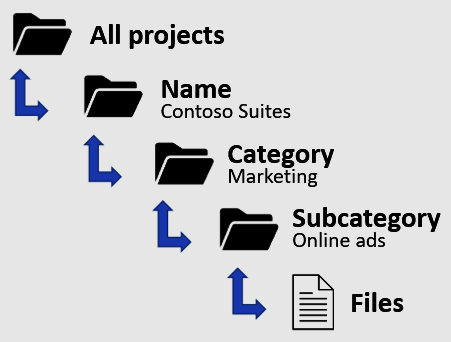 All projects
Name
Contoso Suites
Category
Marketing
Subcategory
Online ads
Files